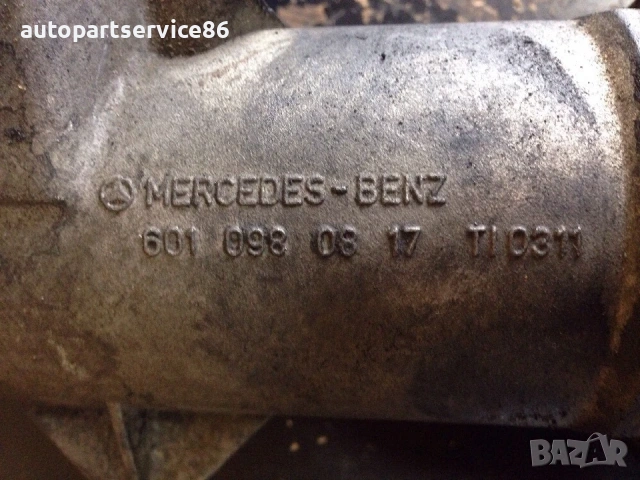 autopartservice86
MERCEDES-BENZ
601 098 08 17 TI 0311
BAZAR